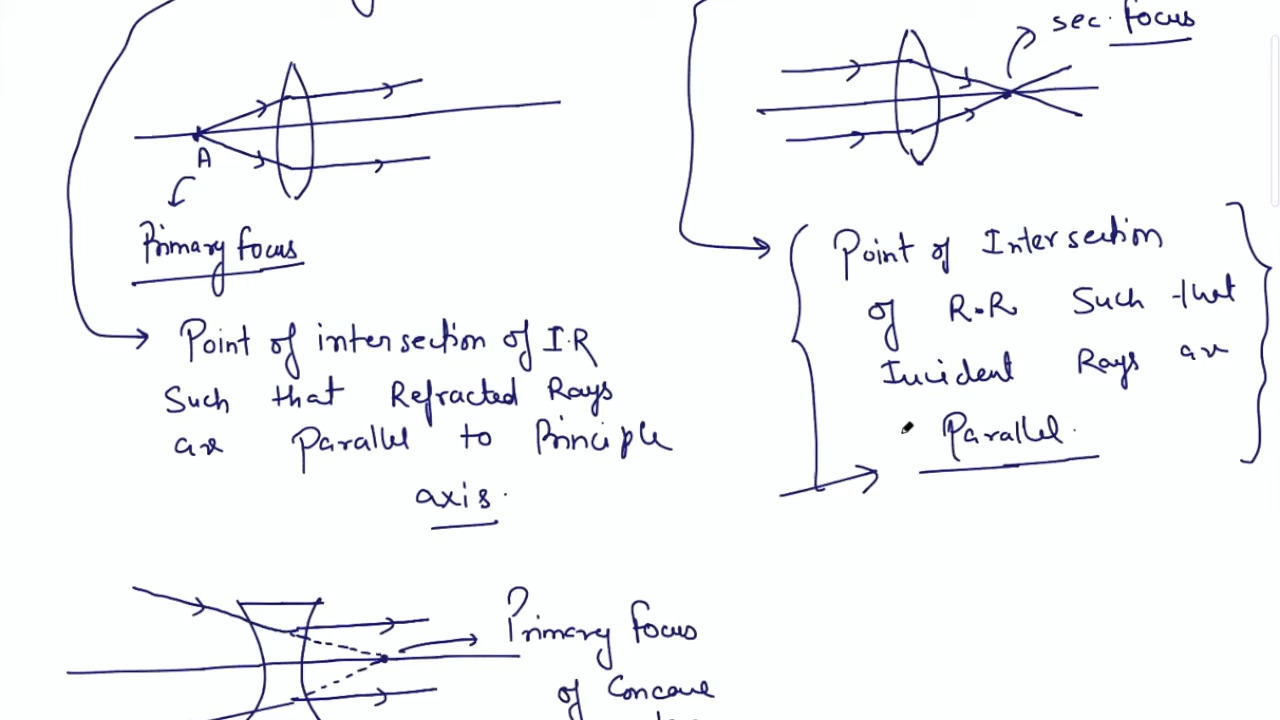 sec. focus
A
Primary focus
Point of intersection of I.R
Such that Refracted Rays
are parallel to Principle
axis.
Point of Intersection
of R.R. Such that
Incident Rays are
Parallel.
Primary focus
of Concave